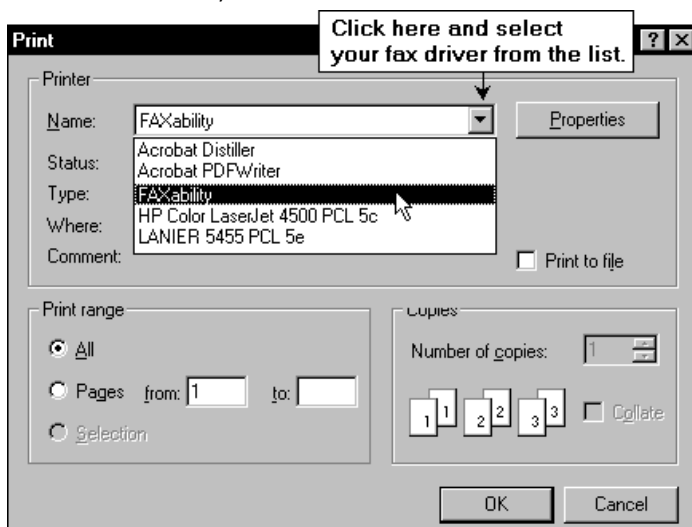 Click here and select
your fax driver from the list.
Print
Printer
Name: FAXability Properties
Status: Acrobat Distiller
Acrobat PDFWriter
Type: FAXability
Where: HP Color LaserJet 4500 PCL 5c
LANIER 5455 PCL 5e
Comment: Print to file
Print range Copies
All Number of copies: 1
Pages from: 1 to:
1 1 2 2 3 3 Collate
Selection
OK Cancel